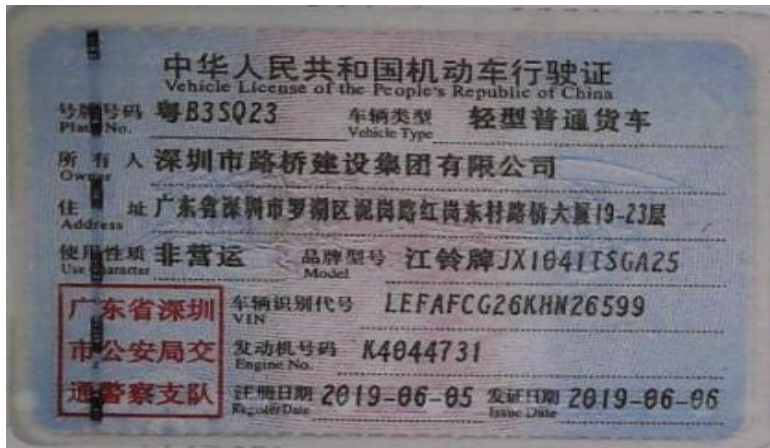 中华人民共和国机动车行驶证
Vehicle License of the People's Republic of China
号牌号码 粤B3SQ23 车辆类型 轻型普通货车
Plate No. Vehicle Type
所有人 深圳市路桥建设集团有限公司
Owner
住址 广东省深圳市罗湖区泥岗路红岗东村路桥大厦19-23层
Address
使用性质 非营运 品牌型号 江铃牌JX1041TSGA25
Use Character Model
广东省深圳 车辆识别代号 LEFAFCG26KHN26599
VIN
市公安局交 发动机号码 K4044731
Engine No.
通警察支队 注册日期 2019-06-05 发证日期 2019-06-06
Register Date Issue Date